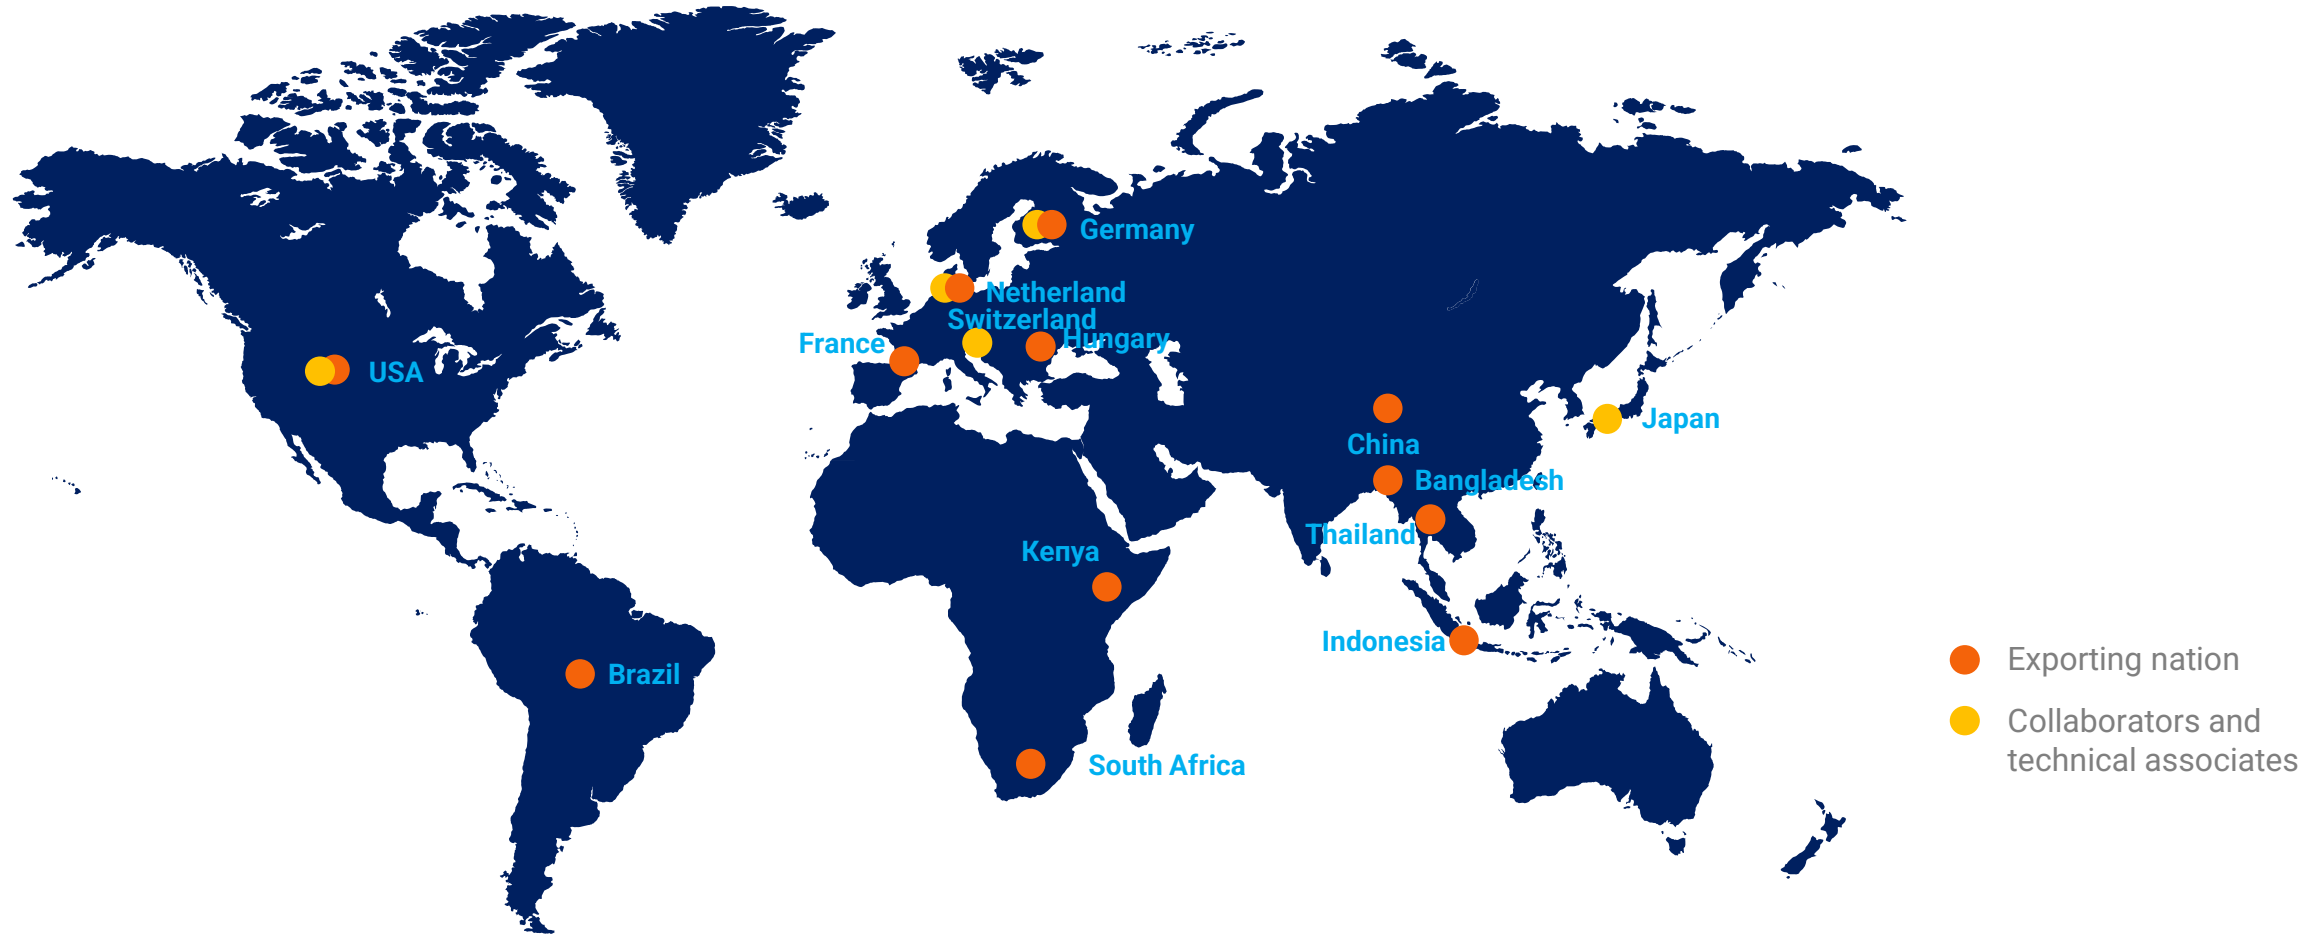 Germany
Netherland
Switzerland
Hungary
France
USA
Japan
China
Bangladesh
Thailand
Kenya
Indonesia
Brazil
South Africa
Exporting nation
Collaborators and
technical associates